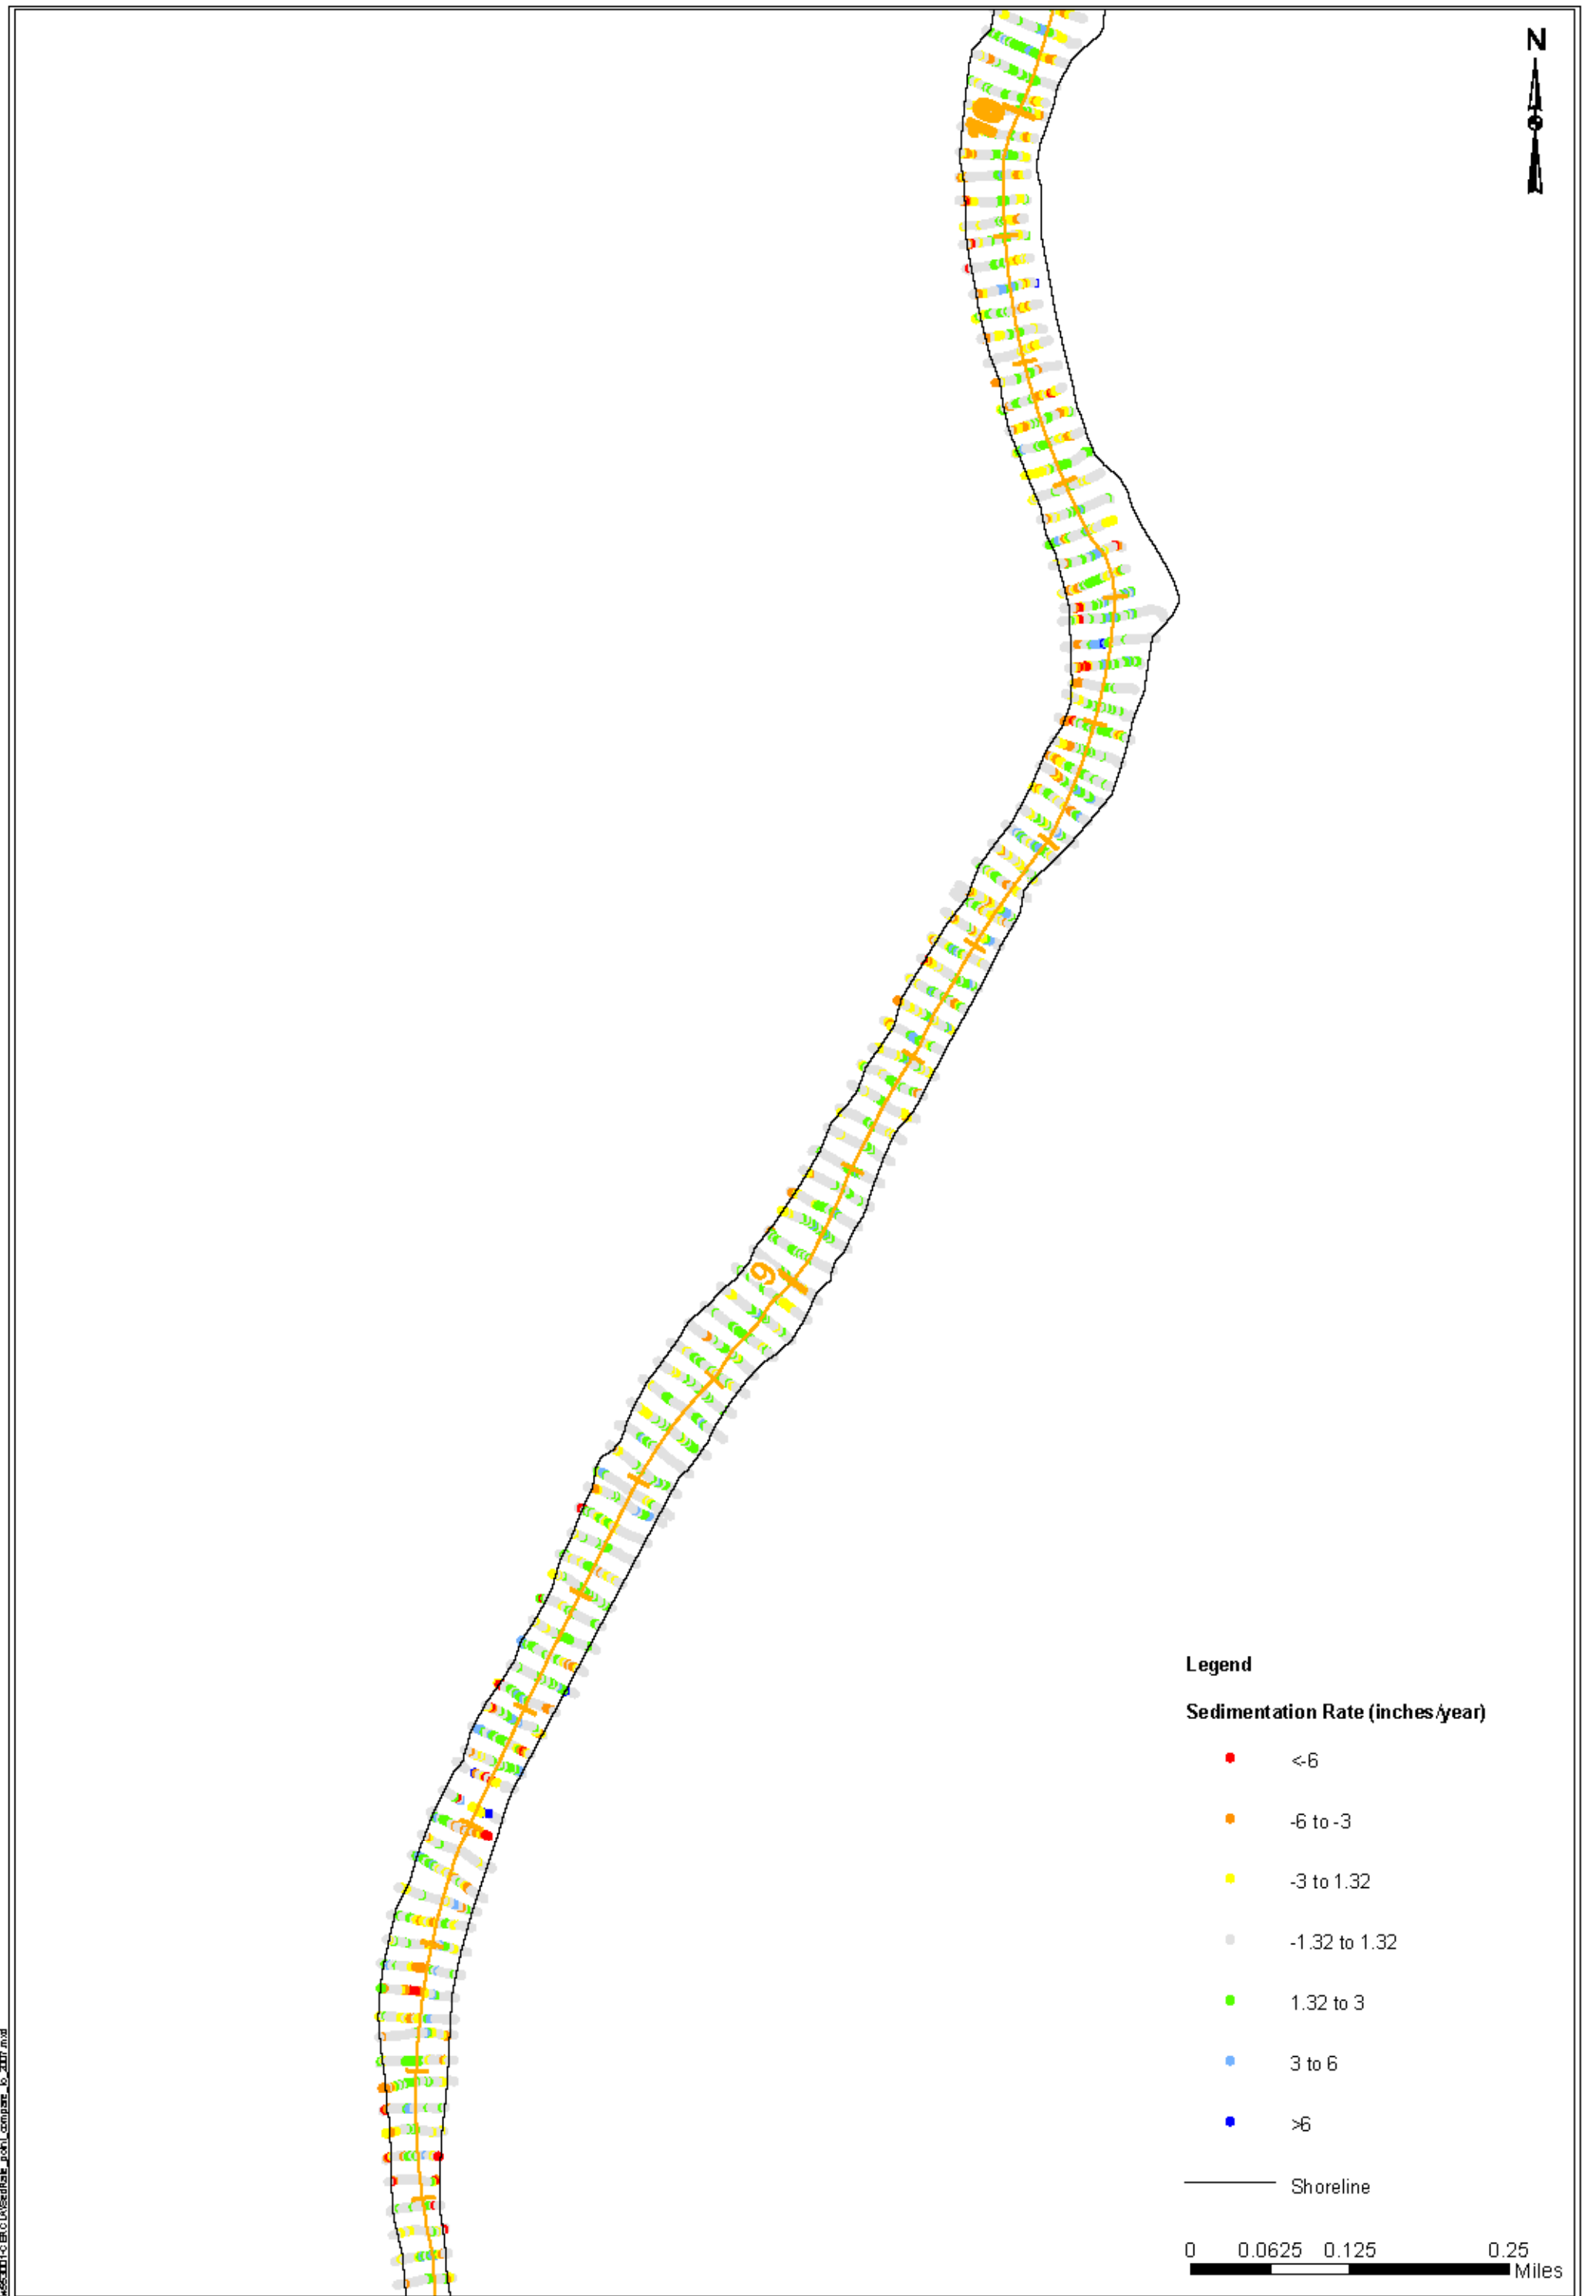 N
10
9
Legend
Sedimentation Rate (inches/year)
<-6
-6 to -3
-3 to 1.32
-1.32 to 1.32
1.32 to 3
3 to 6
>6
Shoreline
0 0.0625 0.125 0.25
Miles